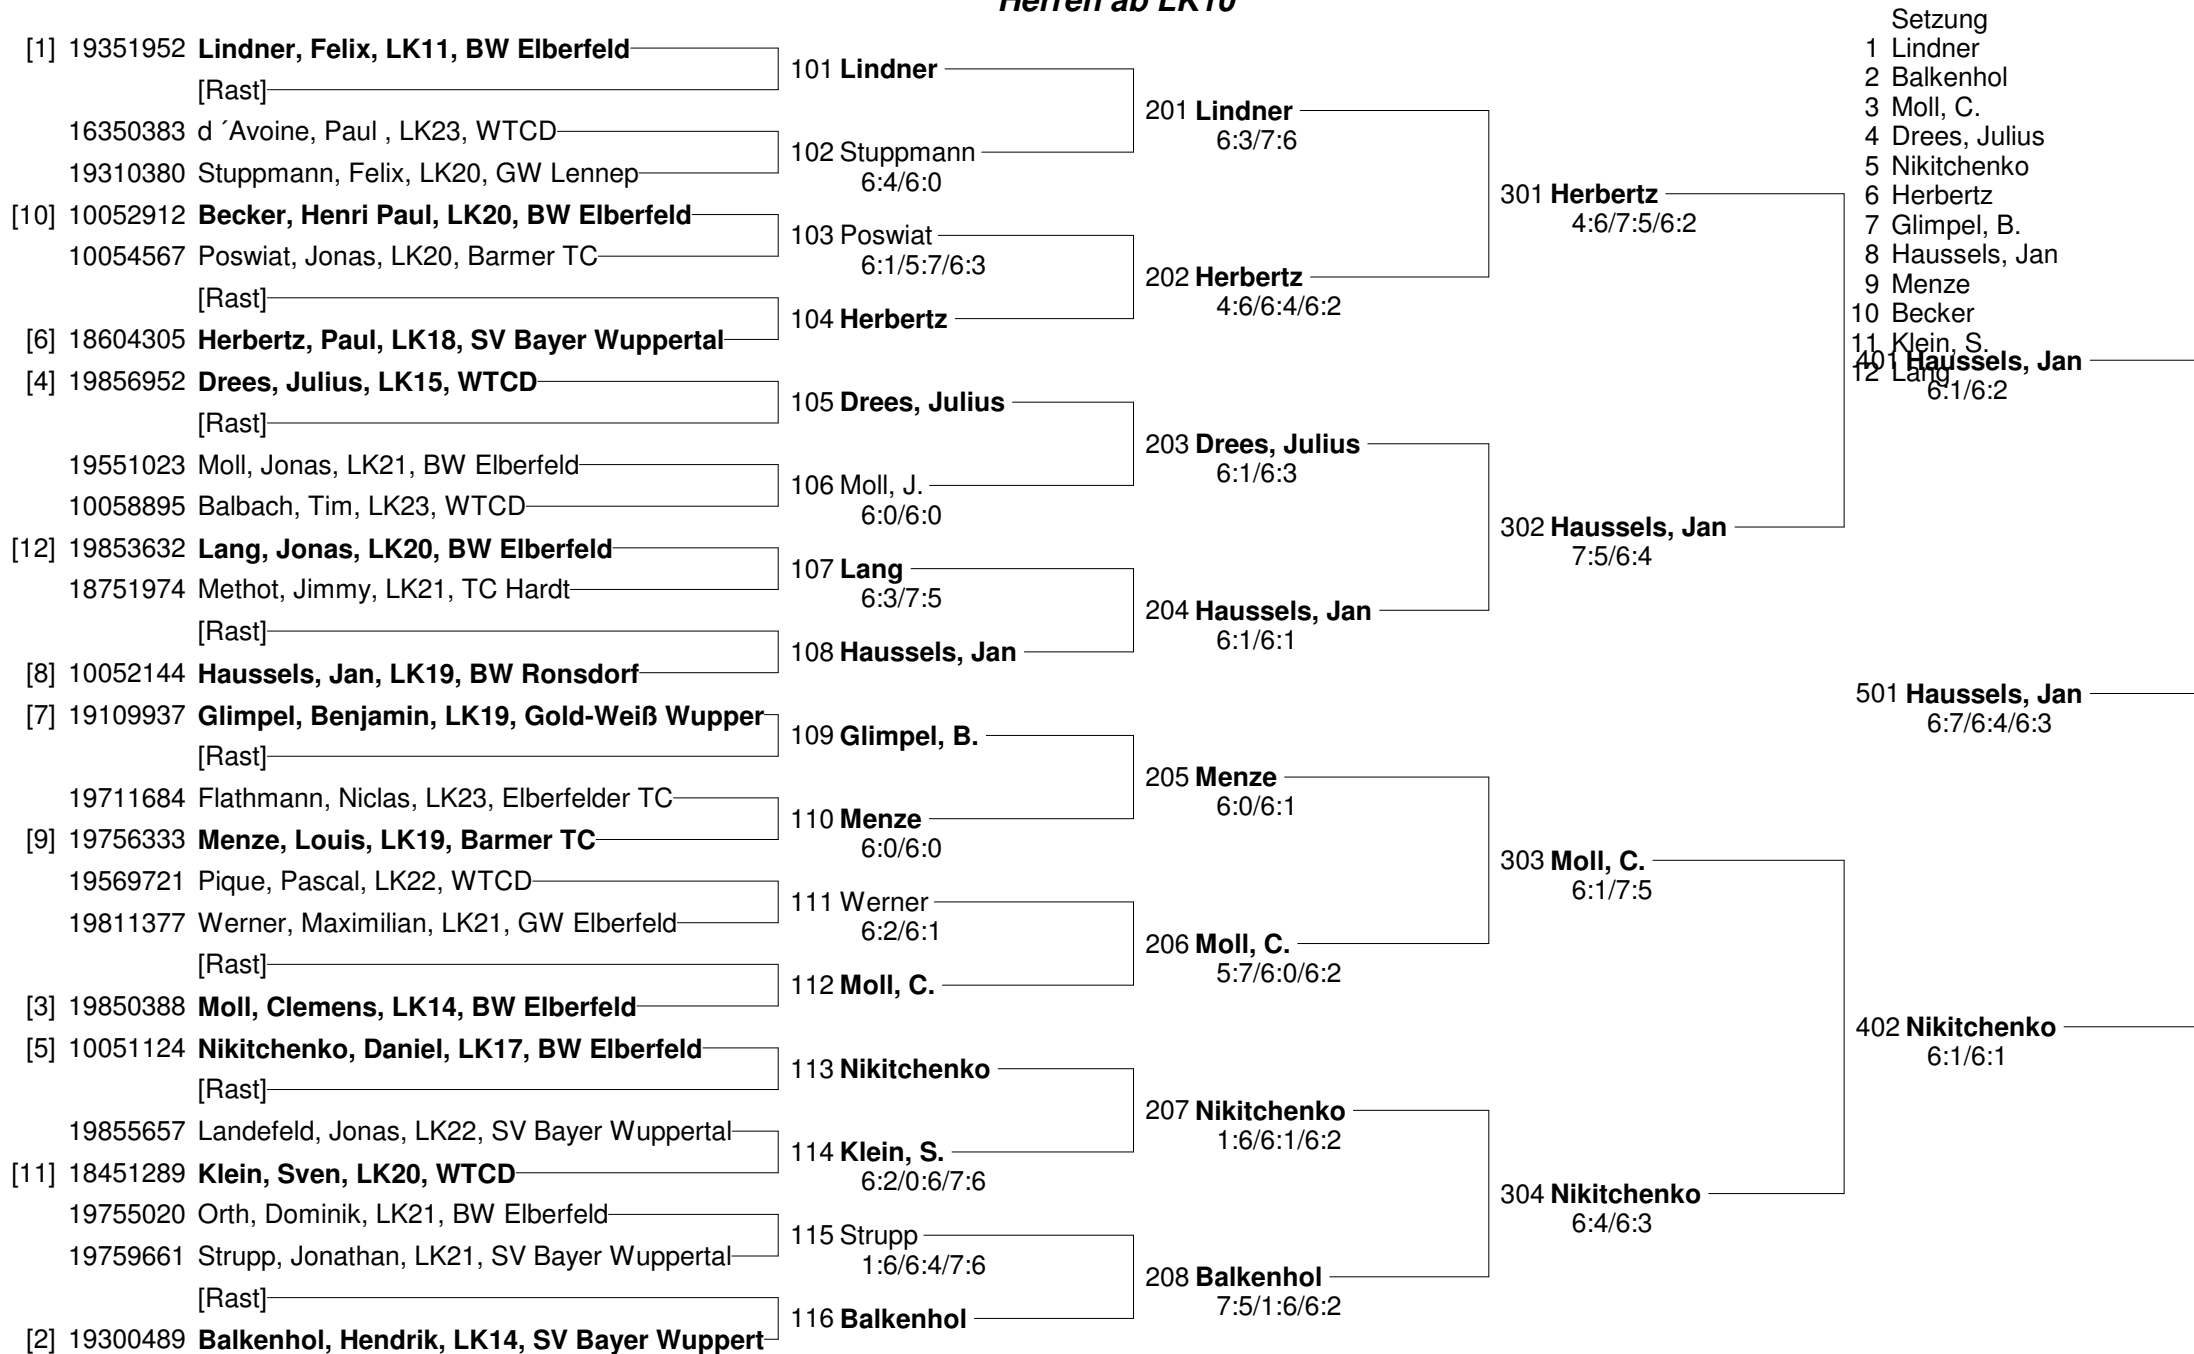 Herren ab LK10
[1] 19351952 Lindner, Felix, LK11, BW Elberfeld
[Rast]
16350383 d ´Avoine, Paul , LK23, WTCD
19310380 Stuppmann, Felix, LK20, GW Lennep
[10] 10052912 Becker, Henri Paul, LK20, BW Elberfeld
10054567 Poswiat, Jonas, LK20, Barmer TC
[Rast]
[6] 18604305 Herbertz, Paul, LK18, SV Bayer Wuppertal
[4] 19856952 Drees, Julius, LK15, WTCD
[Rast]
19551023 Moll, Jonas, LK21, BW Elberfeld
10058895 Balbach, Tim, LK23, WTCD
[12] 19853632 Lang, Jonas, LK20, BW Elberfeld
18751974 Methot, Jimmy, LK21, TC Hardt
[Rast]
[8] 10052144 Haussels, Jan, LK19, BW Ronsdorf
[7] 19109937 Glimpel, Benjamin, LK19, Gold-Weiß Wupper
[Rast]
19711684 Flathmann, Niclas, LK23, Elberfelder TC
[9] 19756333 Menze, Louis, LK19, Barmer TC
19569721 Pique, Pascal, LK22, WTCD
19811377 Werner, Maximilian, LK21, GW Elberfeld
[Rast]
[3] 19850388 Moll, Clemens, LK14, BW Elberfeld
[5] 10051124 Nikitchenko, Daniel, LK17, BW Elberfeld
[Rast]
19855657 Landefeld, Jonas, LK22, SV Bayer Wuppertal
[11] 18451289 Klein, Sven, LK20, WTCD
19755020 Orth, Dominik, LK21, BW Elberfeld
19759661 Strupp, Jonathan, LK21, SV Bayer Wuppertal
[Rast]
[2] 19300489 Balkenhol, Hendrik, LK14, SV Bayer Wuppert
101 Lindner
102 Stuppmann
6:4/6:0
103 Poswiat
6:1/5:7/6:3
104 Herbertz
105 Drees, Julius
106 Moll, J.
6:0/6:0
107 Lang
6:3/7:5
108 Haussels, Jan
109 Glimpel, B.
110 Menze
6:0/6:0
111 Werner
6:2/6:1
112 Moll, C.
113 Nikitchenko
114 Klein, S.
6:2/0:6/7:6
115 Strupp
1:6/6:4/7:6
116 Balkenhol
201 Lindner
6:3/7:6
202 Herbertz
4:6/6:4/6:2
203 Drees, Julius
6:1/6:3
204 Haussels, Jan
6:1/6:1
205 Menze
6:0/6:1
206 Moll, C.
5:7/6:0/6:2
207 Nikitchenko
1:6/6:1/6:2
208 Balkenhol
7:5/1:6/6:2
301 Herbertz
4:6/7:5/6:2
302 Haussels, Jan
7:5/6:4
303 Moll, C.
6:1/7:5
304 Nikitchenko
6:4/6:3
Setzung
1 Lindner
2 Balkenhol
3 Moll, C.
4 Drees, Julius
5 Nikitchenko
6 Herbertz
7 Glimpel, B.
8 Haussels, Jan
9 Menze
10 Becker
11 Klein, S.
12 Lang
401 Haussels, Jan
6:1/6:2
501 Haussels, Jan
6:7/6:4/6:3
402 Nikitchenko
6:1/6:1